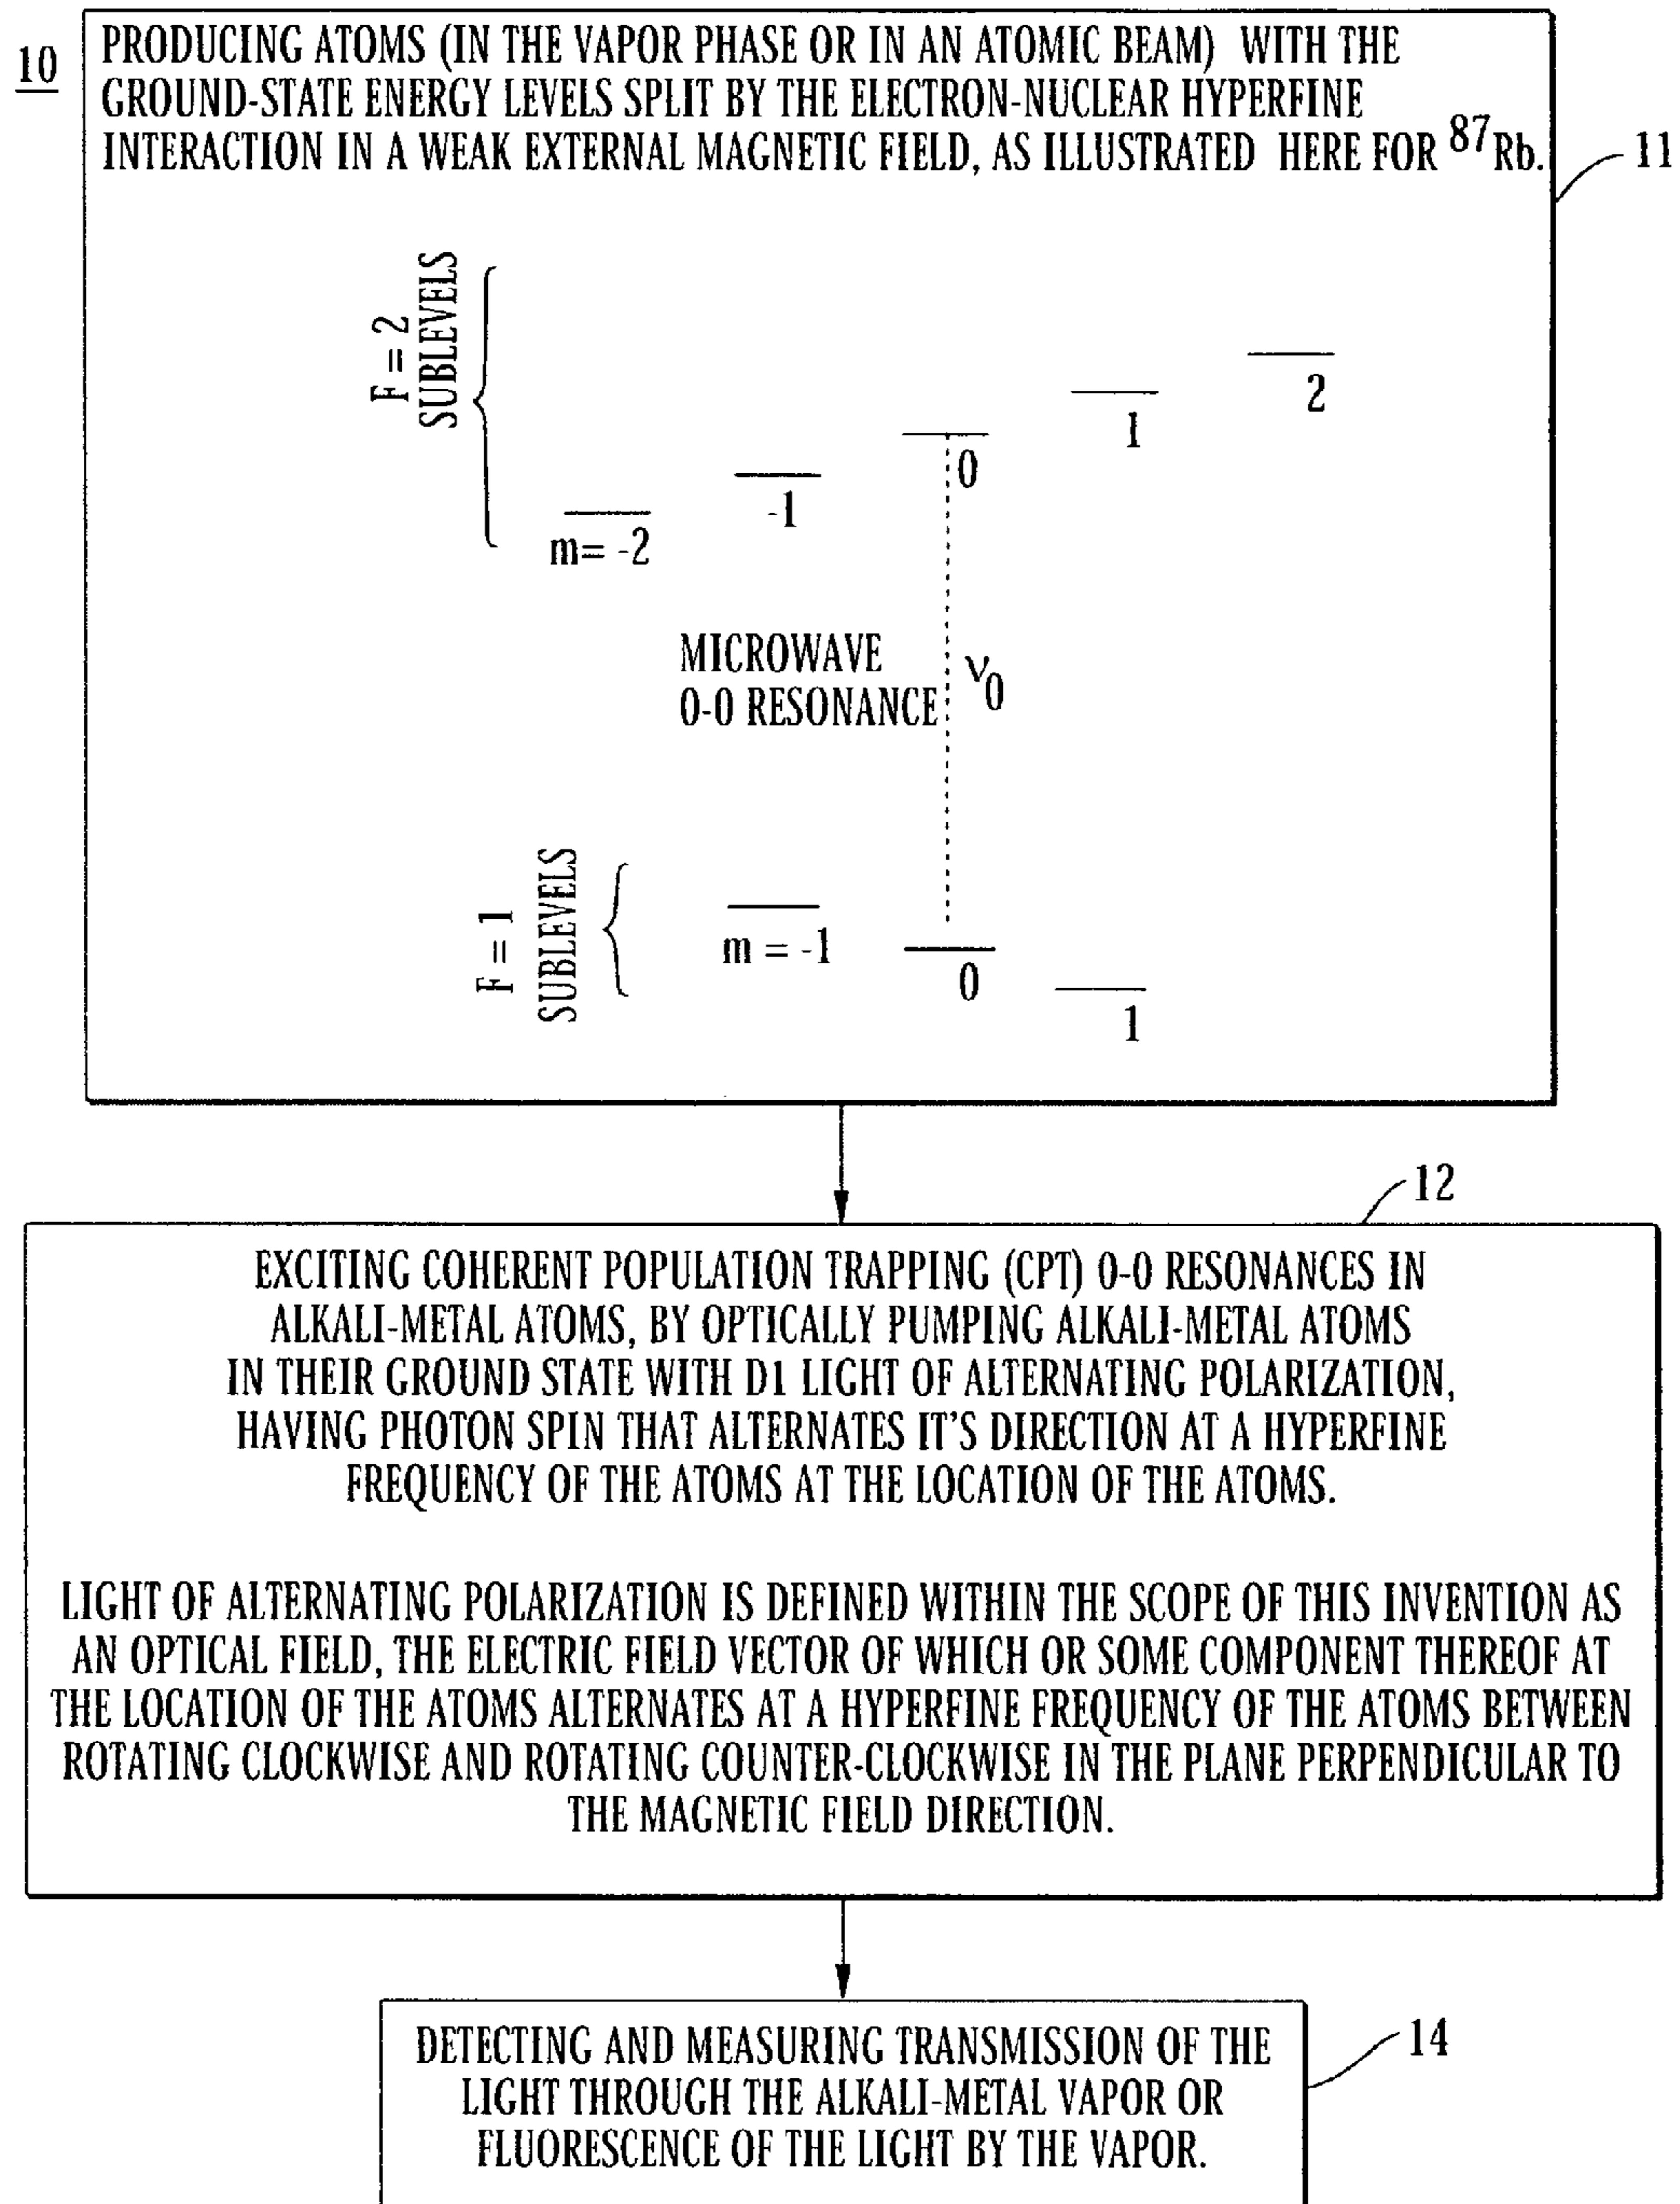 10
PRODUCING ATOMS (IN THE VAPOR PHASE OR IN AN ATOMIC BEAM) WITH THE
GROUND-STATE ENERGY LEVELS SPLIT BY THE ELECTRON-NUCLEAR HYPERFINE
INTERACTION IN A WEAK EXTERNAL MAGNETIC FIELD, AS ILLUSTRATED HERE FOR ⁸⁷Rb.
11
F = 2
SUBLEVELS
2
1
0
-1
m= -2
MICROWAVE
0-0 RESONANCE
ν₀
F = 1
SUBLEVELS
m = -1
0
1
12
EXCITING COHERENT POPULATION TRAPPING (CPT) 0-0 RESONANCES IN
ALKALI-METAL ATOMS, BY OPTICALLY PUMPING ALKALI-METAL ATOMS
IN THEIR GROUND STATE WITH D1 LIGHT OF ALTERNATING POLARIZATION,
HAVING PHOTON SPIN THAT ALTERNATES IT'S DIRECTION AT A HYPERFINE
FREQUENCY OF THE ATOMS AT THE LOCATION OF THE ATOMS.
LIGHT OF ALTERNATING POLARIZATION IS DEFINED WITHIN THE SCOPE OF THIS INVENTION AS
AN OPTICAL FIELD, THE ELECTRIC FIELD VECTOR OF WHICH OR SOME COMPONENT THEREOF AT
THE LOCATION OF THE ATOMS ALTERNATES AT A HYPERFINE FREQUENCY OF THE ATOMS BETWEEN
ROTATING CLOCKWISE AND ROTATING COUNTER-CLOCKWISE IN THE PLANE PERPENDICULAR TO
THE MAGNETIC FIELD DIRECTION.
14
DETECTING AND MEASURING TRANSMISSION OF THE
LIGHT THROUGH THE ALKALI-METAL VAPOR OR
FLUORESCENCE OF THE LIGHT BY THE VAPOR.